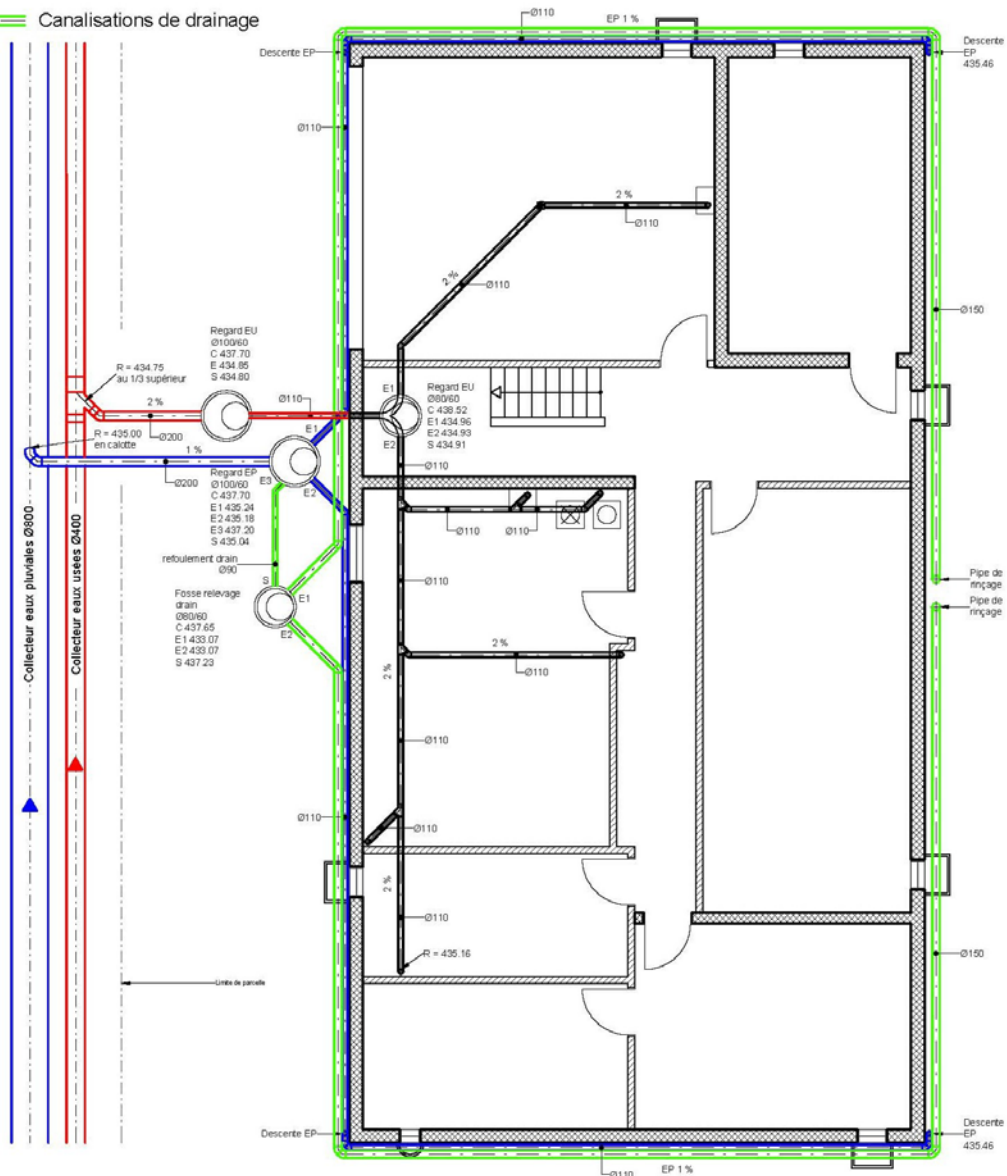 Canalisations de drainage
Ø110
EP 1 %
Descente EP
Descente
EP
435.46
Ø110
2 %
Ø110
2 %
Ø110
Ø150
Regard EU
Ø100/60
C 437.70
E 434.85
S 434.80
R = 434.75
au 1/3 supérieur
2 %
Ø200
Ø110
E1
E2
Regard EU
Ø80/60
C 438.52
E1 434.96
E2 434.93
S 434.91
R = 435.00
en calotte
1 %
Ø200
E1
E2
E3
Ø110
Regard EP
Ø100/60
C 437.70
E1 435.24
E2 435.18
E3 437.20
S 435.04
Ø110
Ø110
refoulement drain
Ø90
Ø110
S
E1
E2
Fosse relevage
drain
Ø80/60
C 437.65
E1 433.07
E2 433.07
S 437.23
Pipe de
rinçage
Pipe de
rinçage
2 %
Ø110
2 %
Collecteur eaux pluviales Ø800
Collecteur eaux usées Ø400
Ø110
Ø110
Ø110
2 %
Ø110
R = 435.16
Ø150
Limite de parcelle
Descente EP
Descente
EP
435.46
Ø110
EP 1 %